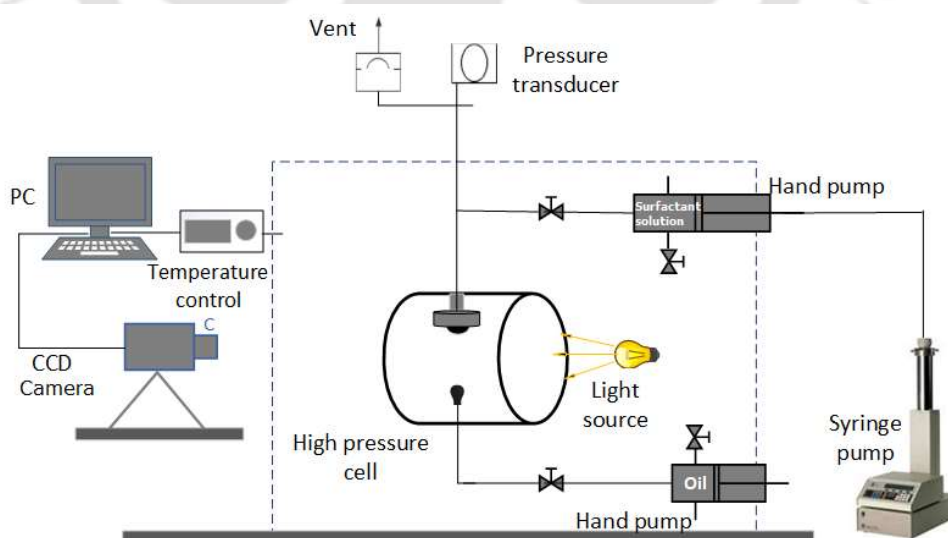 Vent
Pressure
transducer
PC
Hand pump
Surfactant
solution
Temperature
control
C
CCD
Camera
Light
source
High pressure
cell
Syringe
pump
Oil
Hand pump